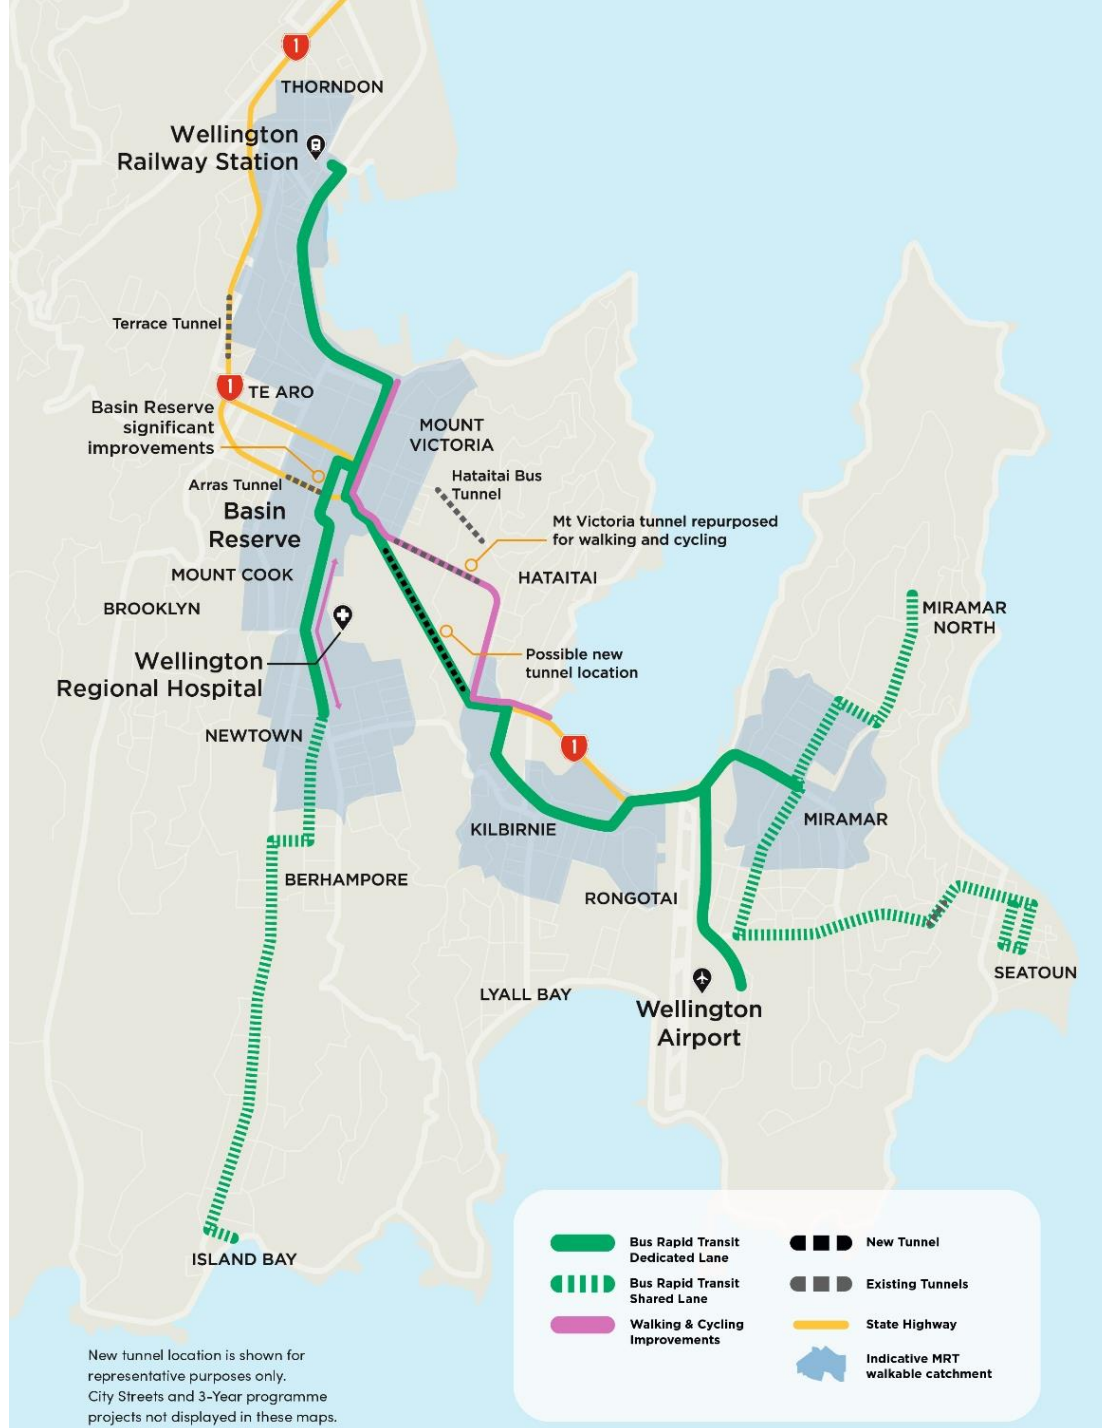 1
THORNDON
Wellington
Railway Station
Terrace Tunnel
1
TE ARO
Basin Reserve
significant
improvements
MOUNT
VICTORIA
Arras Tunnel
Hataitai Bus
Tunnel
Basin
Reserve
Mt Victoria tunnel repurposed
for walking and cycling
MOUNT COOK
HATAITAI
BROOKLYN
MIRAMAR
NORTH
Wellington
Regional Hospital
Possible new
tunnel location
NEWTOWN
1
KILBIRNIE
MIRAMAR
BERHAMPORE
RONGOTAI
SEATOUN
LYALL BAY
Wellington
Airport
ISLAND BAY
Bus Rapid Transit
Dedicated Lane
Bus Rapid Transit
Shared Lane
Walking & Cycling
Improvements
New Tunnel
Existing Tunnels
State Highway
Indicative MRT
walkable catchment
New tunnel location is shown for
representative purposes only.
City Streets and 3-Year programme
projects not displayed in these maps.